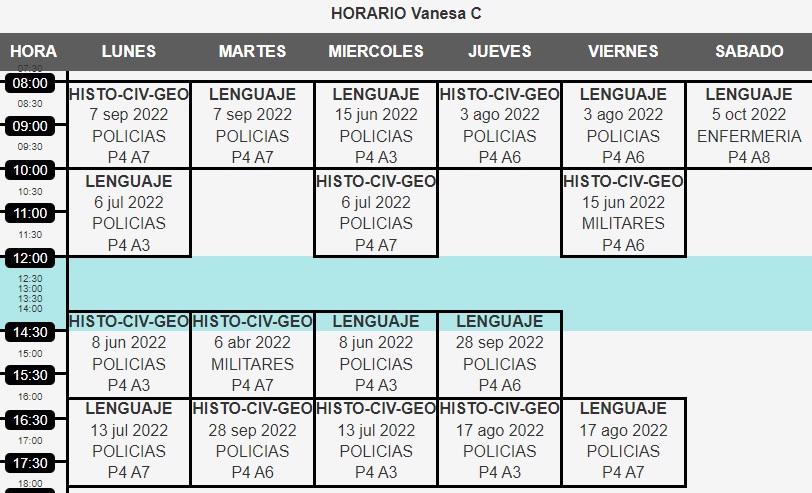 HORARIO Vanesa C
HORA LUNES MARTES MIERCOLES JUEVES VIERNES SABADO
07:30
08:00
HISTO-CIV-GEO LENGUAJE LENGUAJE HISTO-CIV-GEO LENGUAJE LENGUAJE
08:30 7 sep 2022 7 sep 2022 15 jun 2022 3 ago 2022 3 ago 2022 5 oct 2022
09:00 POLICIAS POLICIAS POLICIAS POLICIAS POLICIAS ENFERMERIA
09:30 P4 A7 P4 A7 P4 A3 P4 A6 P4 A6 P4 A8
10:00
LENGUAJE HISTO-CIV-GEO HISTO-CIV-GEO
10:30 6 jul 2022 6 jul 2022 15 jun 2022
11:00 POLICIAS POLICIAS MILITARES
11:30 P4 A3 P4 A7 P4 A6
12:00
12:30
13:00
13:30
14:00
HISTO-CIV-GEO HISTO-CIV-GEO LENGUAJE LENGUAJE
14:30 8 jun 2022 6 abr 2022 8 jun 2022 28 sep 2022
15:00 POLICIAS MILITARES POLICIAS POLICIAS
15:30 P4 A3 P4 A7 P4 A3 P4 A6
16:00
LENGUAJE HISTO-CIV-GEO HISTO-CIV-GEO HISTO-CIV-GEO LENGUAJE
16:30 13 jul 2022 28 sep 2022 13 jul 2022 17 ago 2022 17 ago 2022
17:00 POLICIAS POLICIAS POLICIAS POLICIAS POLICIAS
17:30 P4 A7 P4 A6 P4 A3 P4 A3 P4 A7
18:00